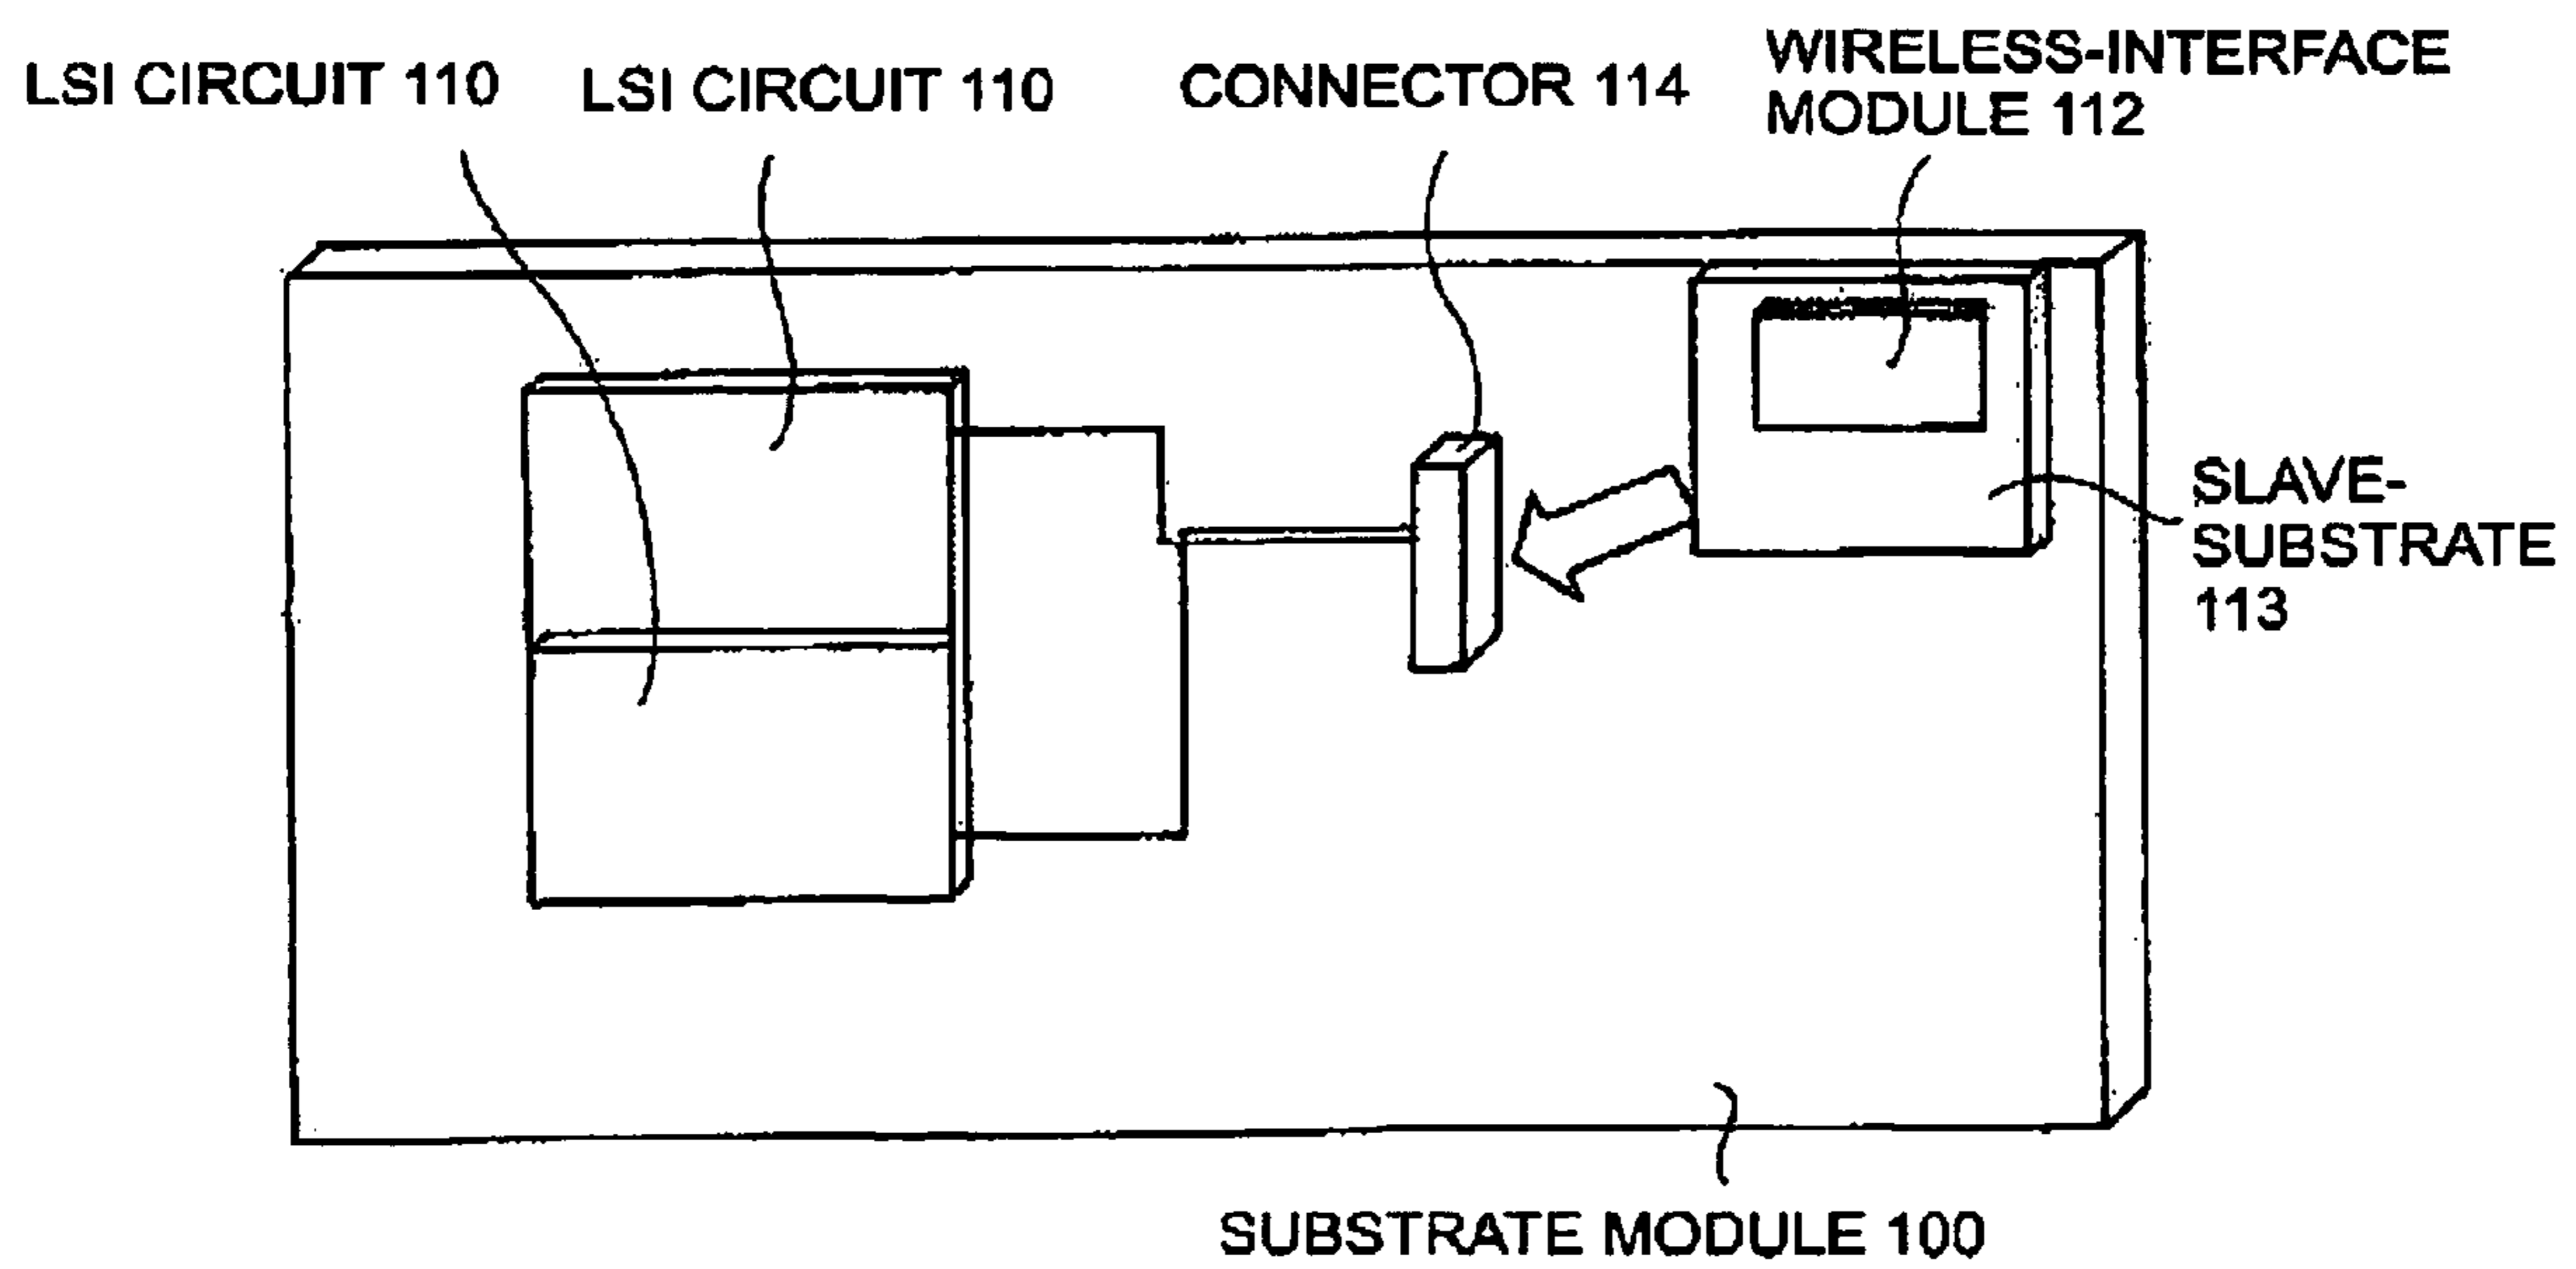 LSI CIRCUIT 110
LSI CIRCUIT 110
CONNECTOR 114
WIRELESS-INTERFACE
MODULE 112
SLAVE-
SUBSTRATE
113
SUBSTRATE MODULE 100